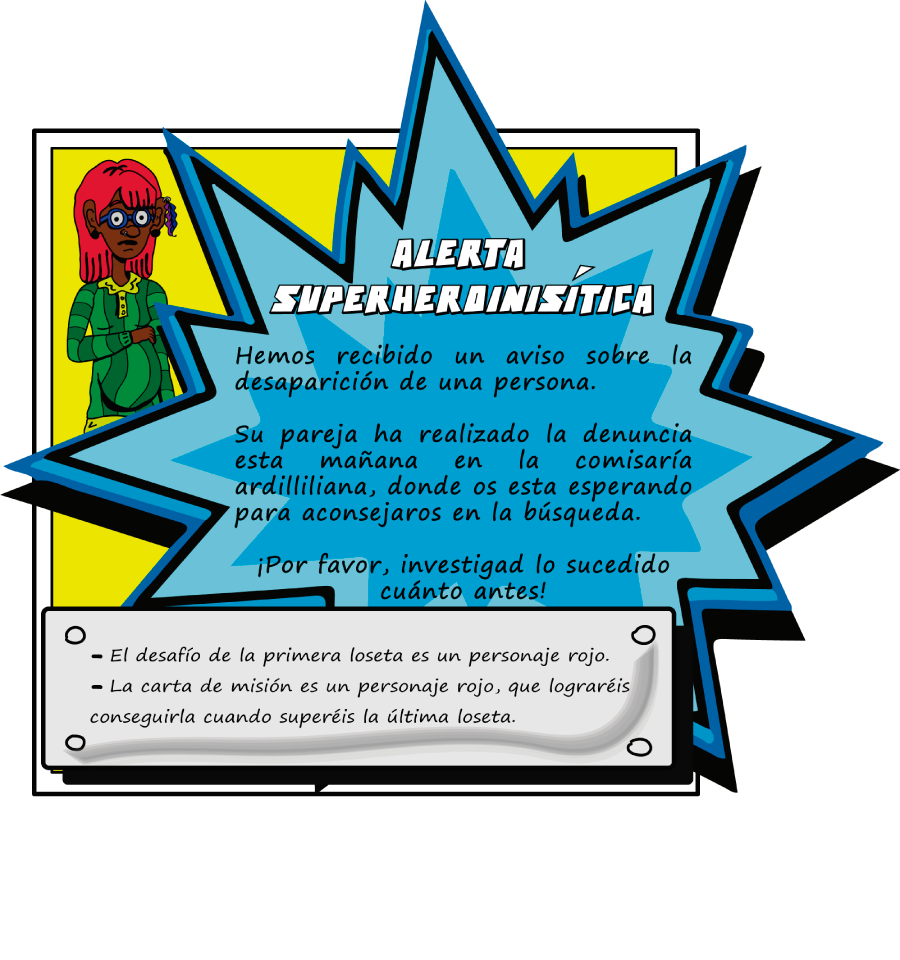 ALERTA
SUPERHEROINISÍTICA
Hemos recibido un aviso sobre la
desaparición de una persona.
Su pareja ha realizado la denuncia
esta mañana en la comisaría
ardilliliana, donde os esta esperando
para aconsejaros en la búsqueda.
¡Por favor, investigad lo sucedido
cuánto antes!
- El desafío de la primera loseta es un personaje rojo.
- La carta de misión es un personaje rojo, que lograréis
conseguirla cuando superéis la última loseta.